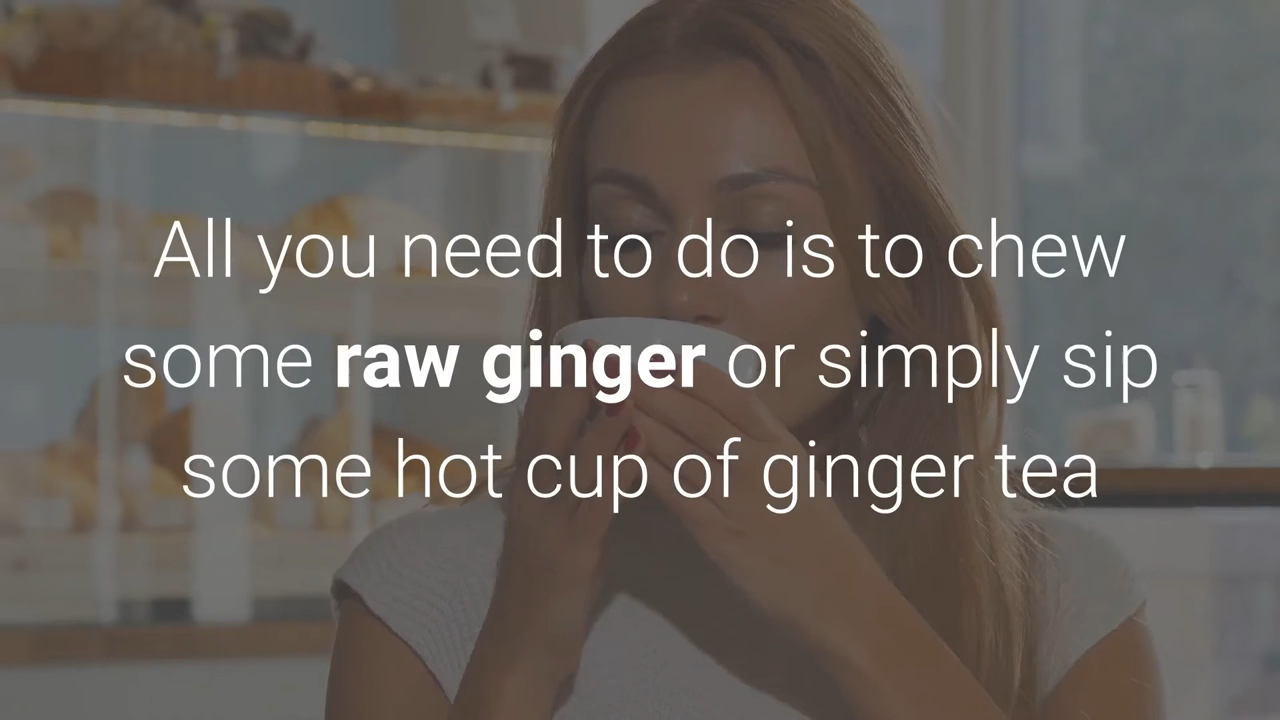 All you need to do is to chew
some raw ginger or simply sip
some hot cup of ginger tea